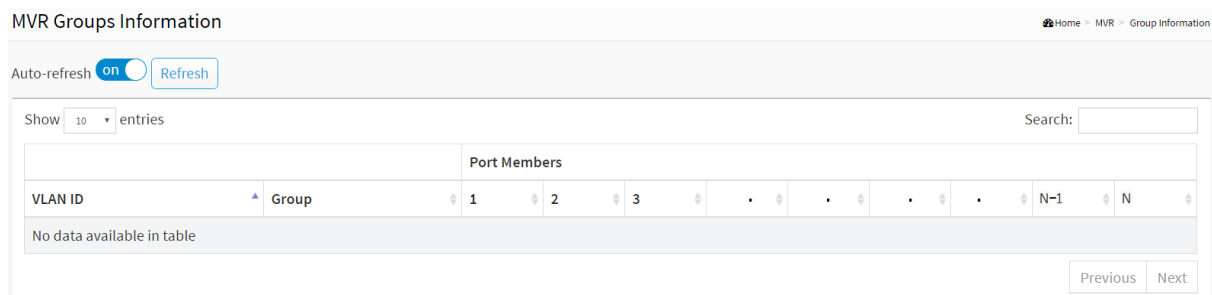 MVR Groups Information
Home > MVR > Group Information
Auto-refresh on Refresh
Show 10 entries Search:
Port Members
VLAN ID Group 1 2 3 . . . . N-1 N
No data available in table
Previous Next